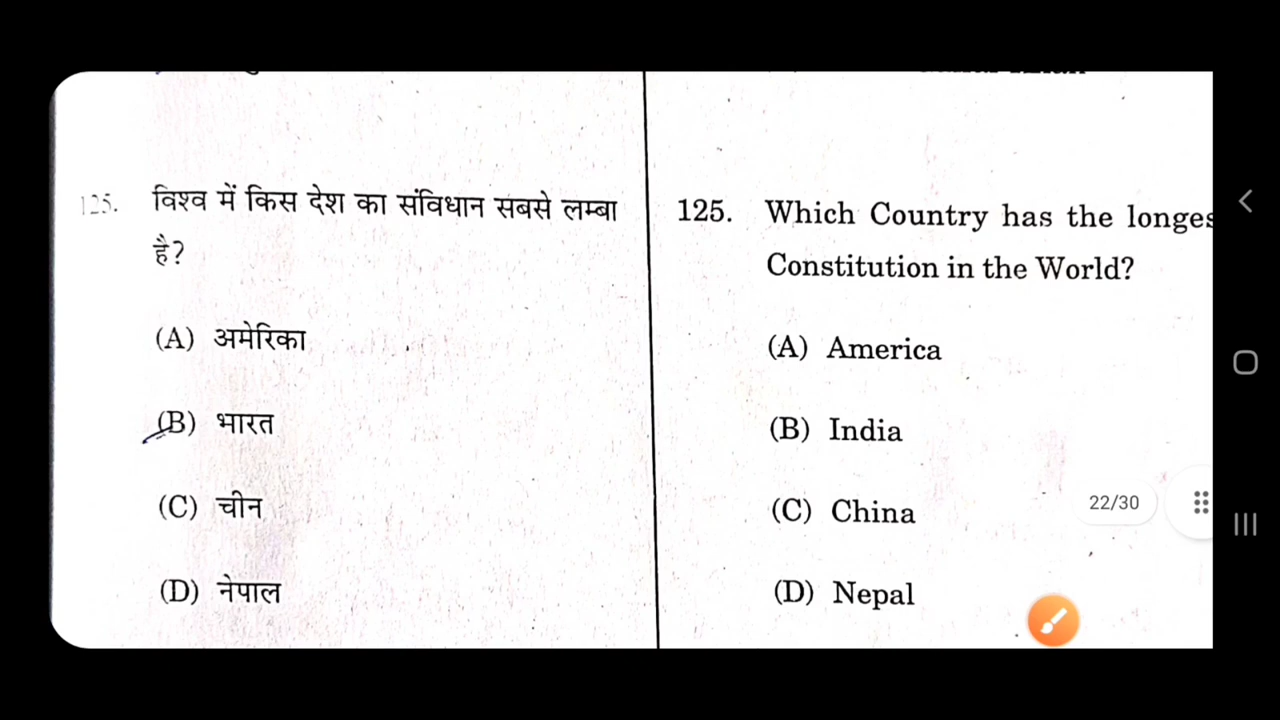 125. विश्व में किस देश का संविधान सबसे लम्बा
है?
(A) अमेरिका
(B) भारत
(C) चीन
(D) नेपाल
125. Which Country has the longes
Constitution in the World?
(A) America
(B) India
(C) China
(D) Nepal
22/30